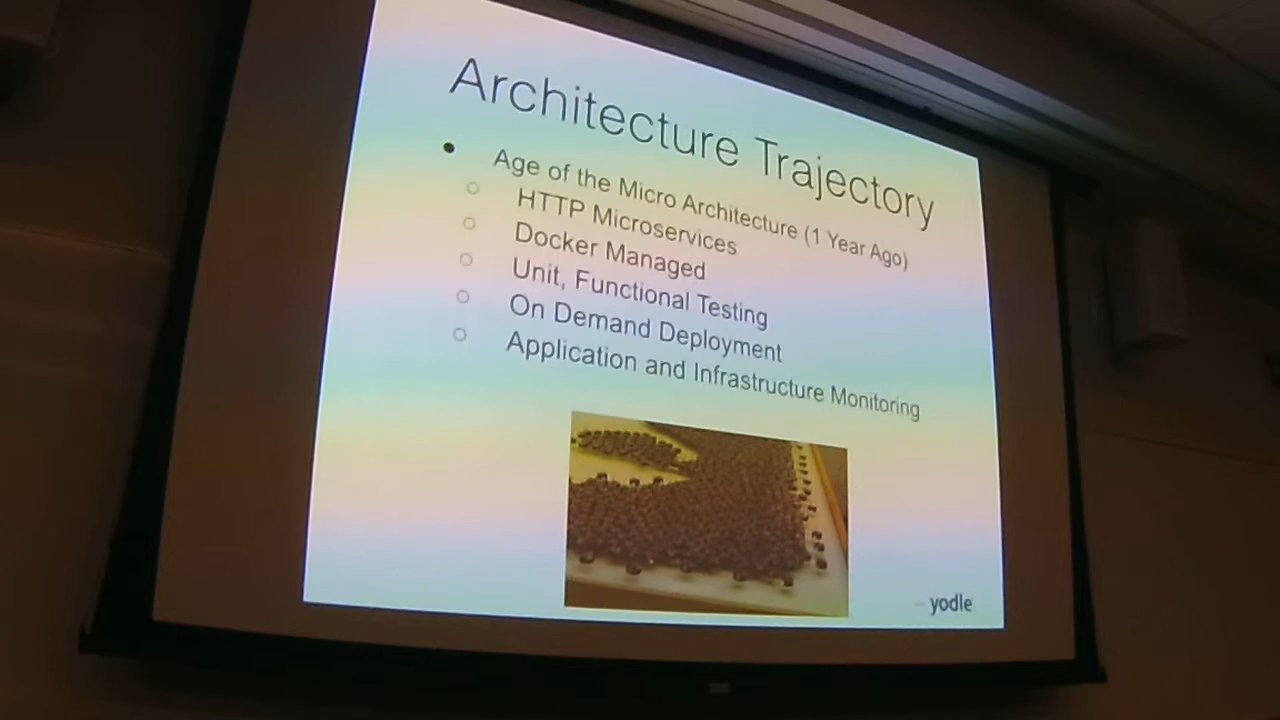 Architecture Trajectory
Age of the Micro Architecture (1 Year Ago)
HTTP Microservices
Docker Managed
Unit, Functional Testing
On Demand Deployment
Application and Infrastructure Monitoring
yodle